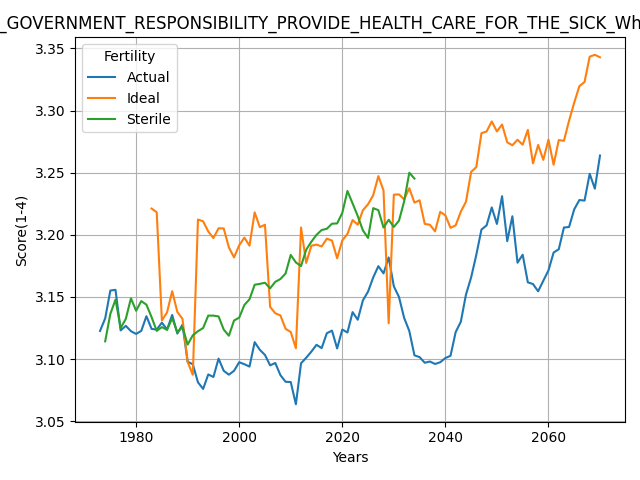 _GOVERNMENT_RESPONSIBILITY_PROVIDE_HEALTH_CARE_FOR_THE_SICK_Wh
Fertility
Actual
Ideal
Sterile
3.35
3.30
3.25
3.20
3.15
3.10
3.05
Score(1-4)
1980
2000
2020
2040
2060
Years